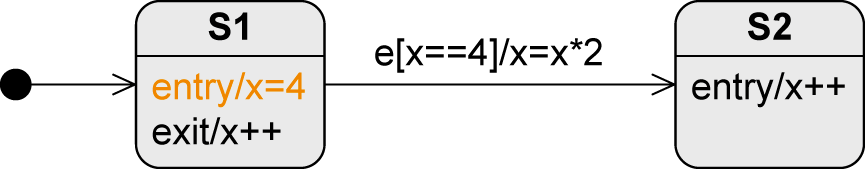 S1
entry/x=4
exit/x++
e[x==4]/x=x*2
S2
entry/x++